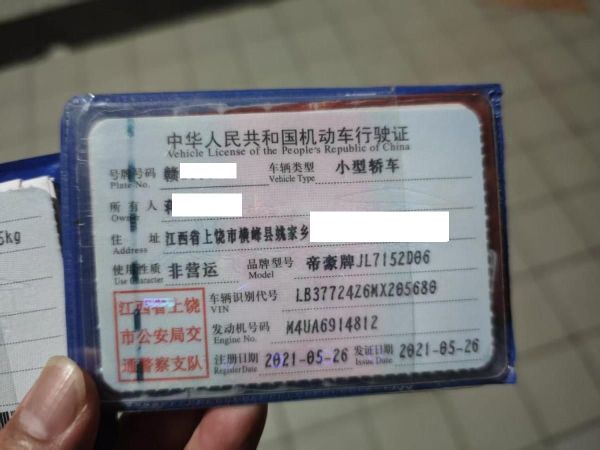 中华人民共和国机动车行驶证
Vehicle License of the People's Republic of China
号牌号码 赣 车辆类型 小型轿车
Plate No. Vehicle Type
所有人
Owner
住址 江西省上饶市横峰县姚家乡
Address
使用性质 非营运 品牌型号 帝豪牌JL7152D06
Use Character Model
江西省上饶
市公安局交
通警察支队
车辆识别代号 LB37724Z6MX205680
VIN
发动机号码 M4UA6914812
Engine No.
注册日期 2021-05-26 发证日期 2021-05-26
Register Date Issue Date
5kg